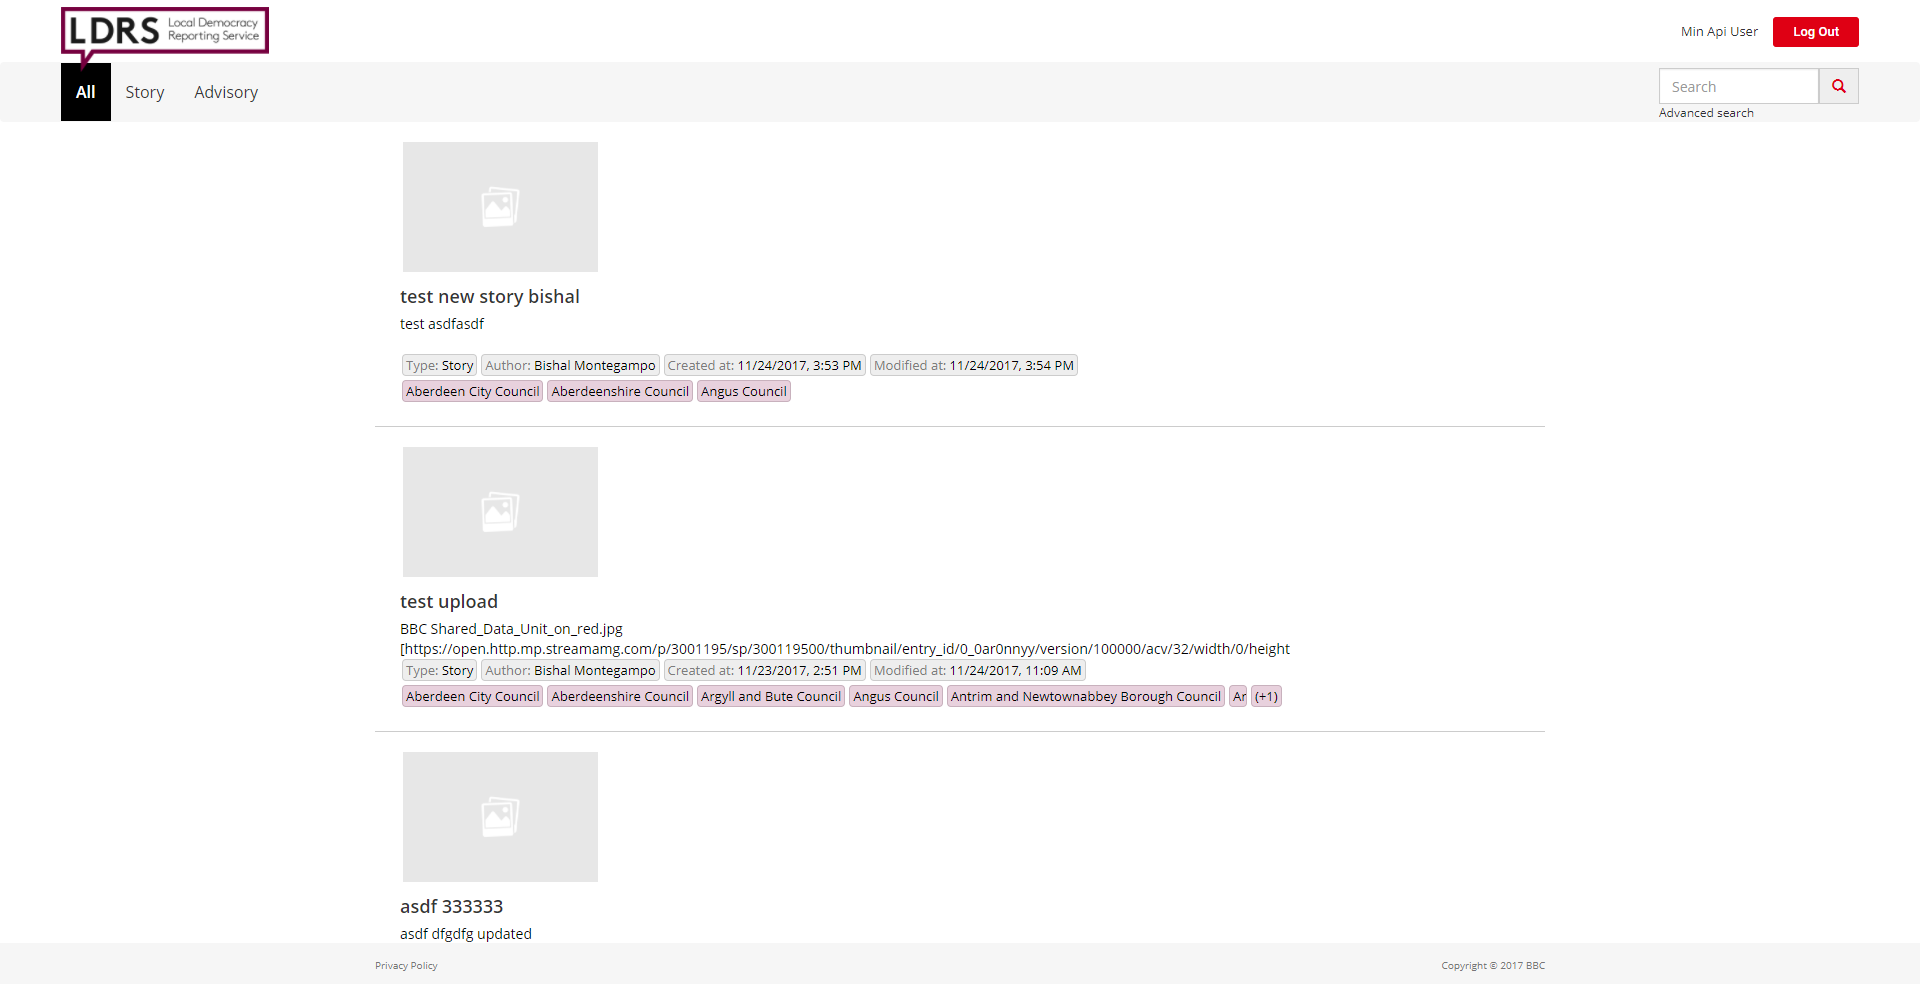 LDRS Local Democracy
Reporting Service
Min Api User Log Out
All Story Advisory
Search
Advanced search
test new story bishal
test asdfasdf
Type: Story Author: Bishal Montegampo Created at: 11/24/2017, 3:53 PM Modified at: 11/24/2017, 3:54 PM
Aberdeen City Council Aberdeenshire Council Angus Council
test upload
BBC Shared_Data_Unit_on_red.jpg
[https://open.http.mp.streamamg.com/p/3001195/sp/300119500/thumbnail/entry_id/0_0ar0nnyy/version/100000/acv/32/width/0/height
Type: Story Author: Bishal Montegampo Created at: 11/23/2017, 2:51 PM Modified at: 11/24/2017, 11:09 AM
Aberdeen City Council Aberdeenshire Council Argyll and Bute Council Angus Council Antrim and Newtownabbey Borough Council Ar (+1)
asdf 333333
asdf dfgdfg updated
Privacy Policy Copyright © 2017 BBC